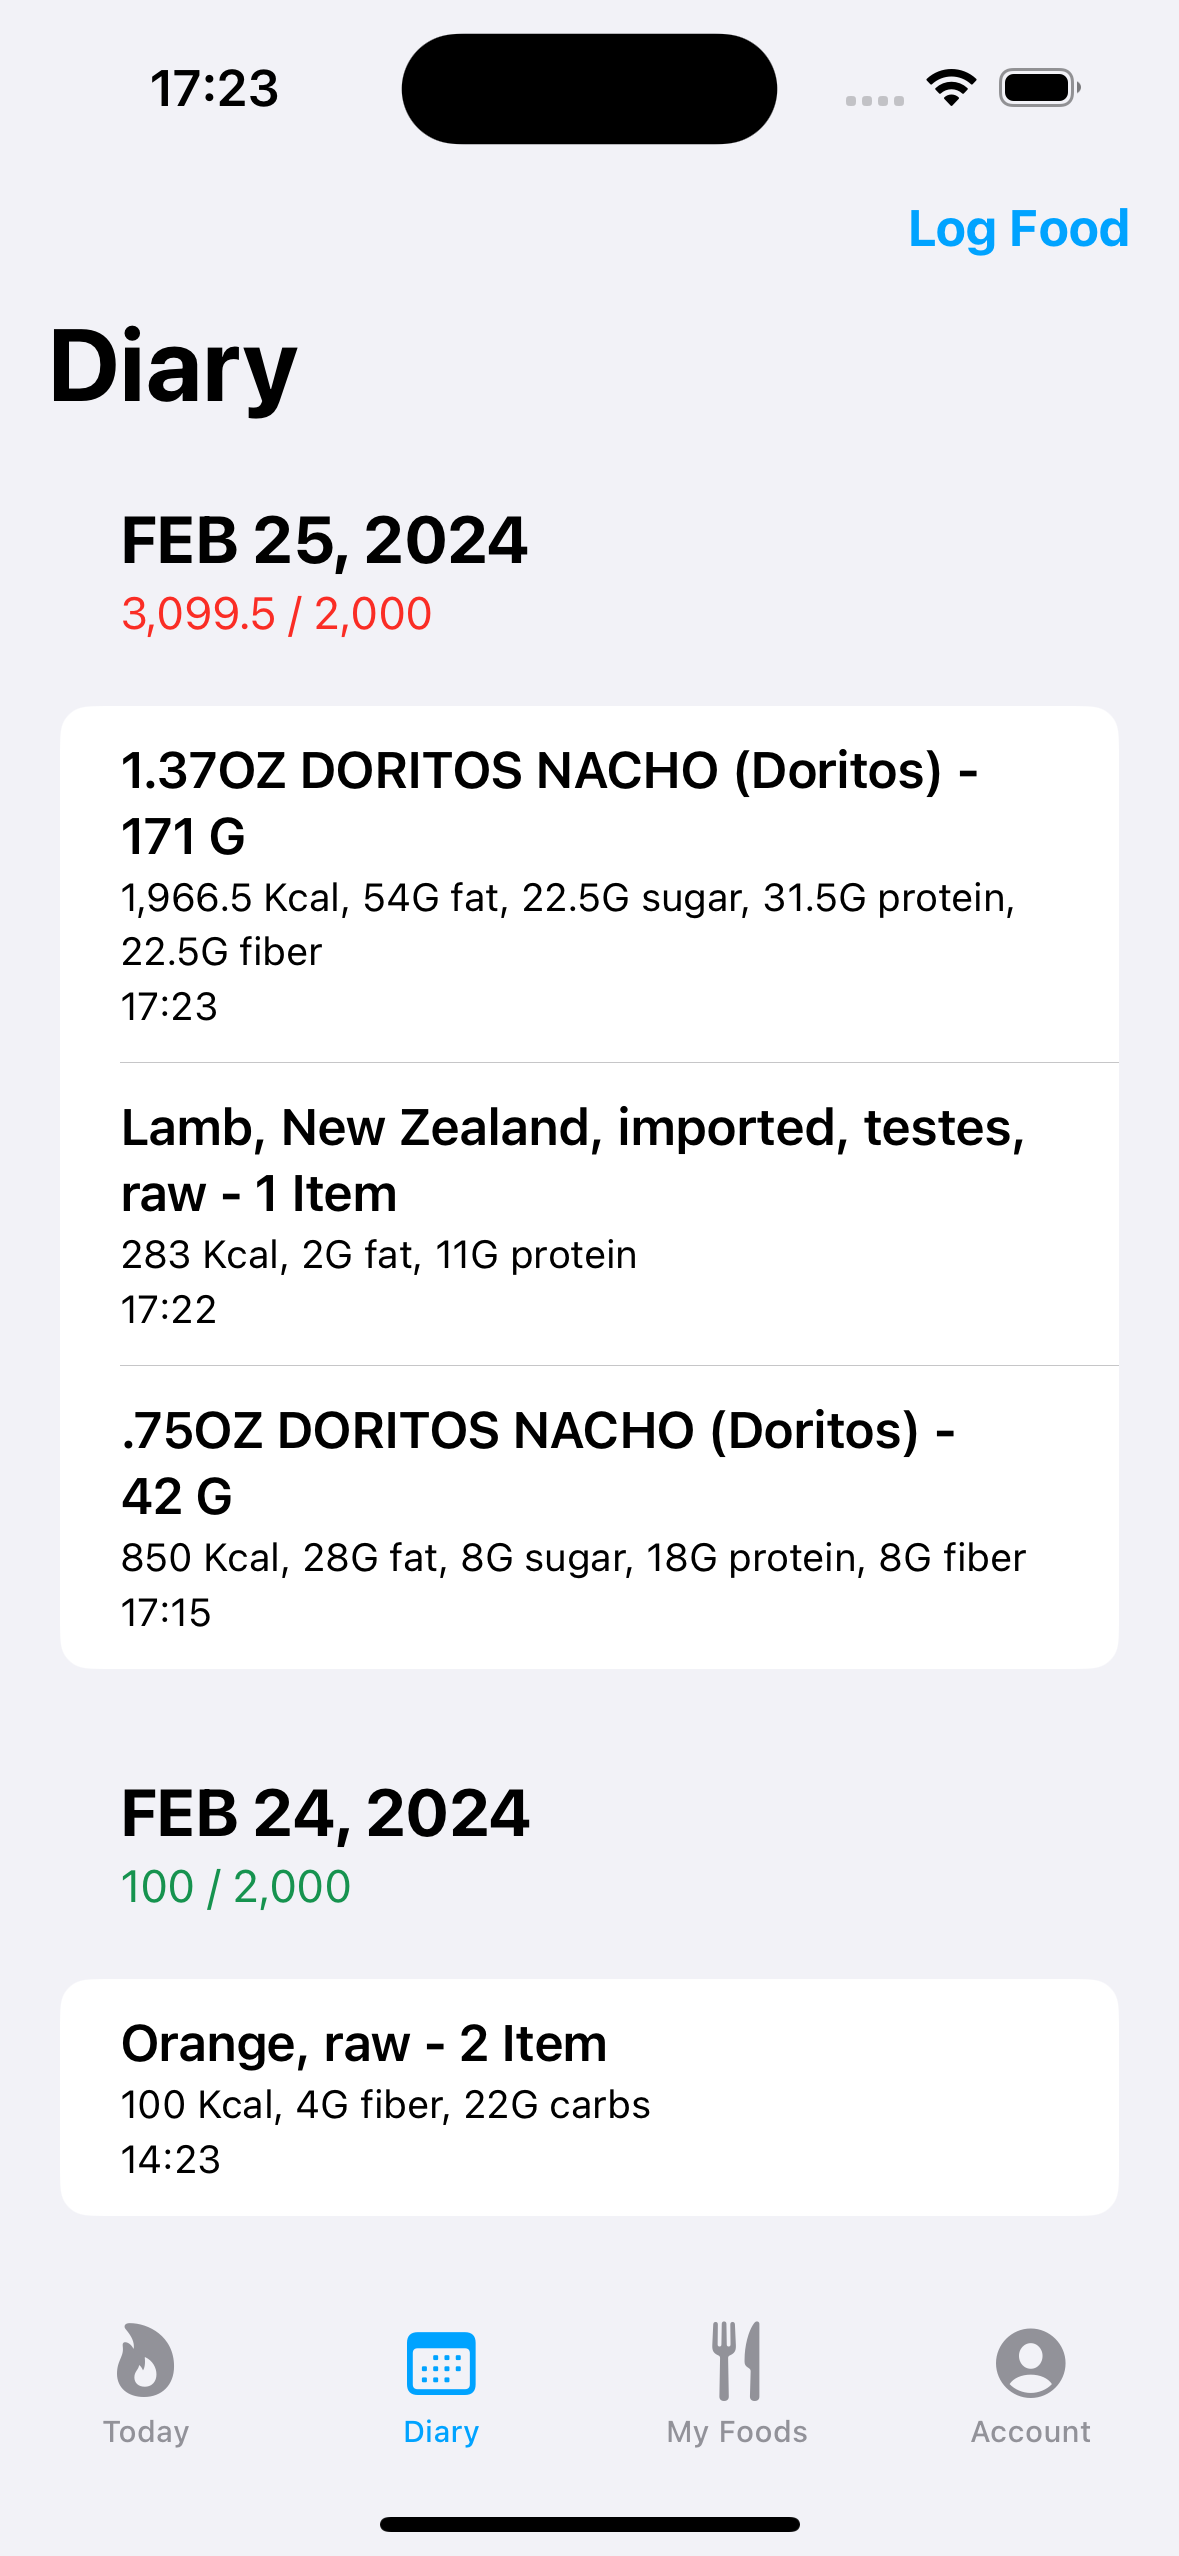 17:23
Log Food
Diary
FEB 25, 2024
3,099.5 / 2,000
1.37OZ DORITOS NACHO (Doritos) -
171 G
1,966.5 Kcal, 54G fat, 22.5G sugar, 31.5G protein,
22.5G fiber
17:23
Lamb, New Zealand, imported, testes,
raw - 1 Item
283 Kcal, 2G fat, 11G protein
17:22
.75OZ DORITOS NACHO (Doritos) -
42 G
850 Kcal, 28G fat, 8G sugar, 18G protein, 8G fiber
17:15
FEB 24, 2024
100 / 2,000
Orange, raw - 2 Item
100 Kcal, 4G fiber, 22G carbs
14:23
Today
Diary
My Foods
Account